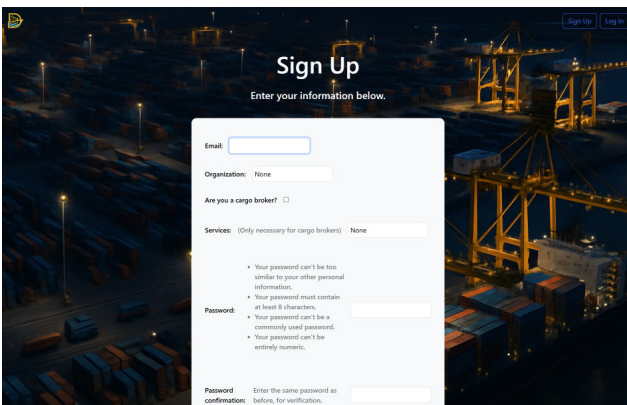 Sign Up Log In
Sign Up
Enter your information below.
Email:
Organization: None
Are you a cargo broker?
Services: (Only necessary for cargo brokers) None
• Your password can't be too
similar to your other personal
information.
• Your password must contain
at least 8 characters.
Password:
• Your password can't be a
commonly used password.
• Your password can't be
entirely numeric.
Password Enter the same password as
confirmation: before, for verification.